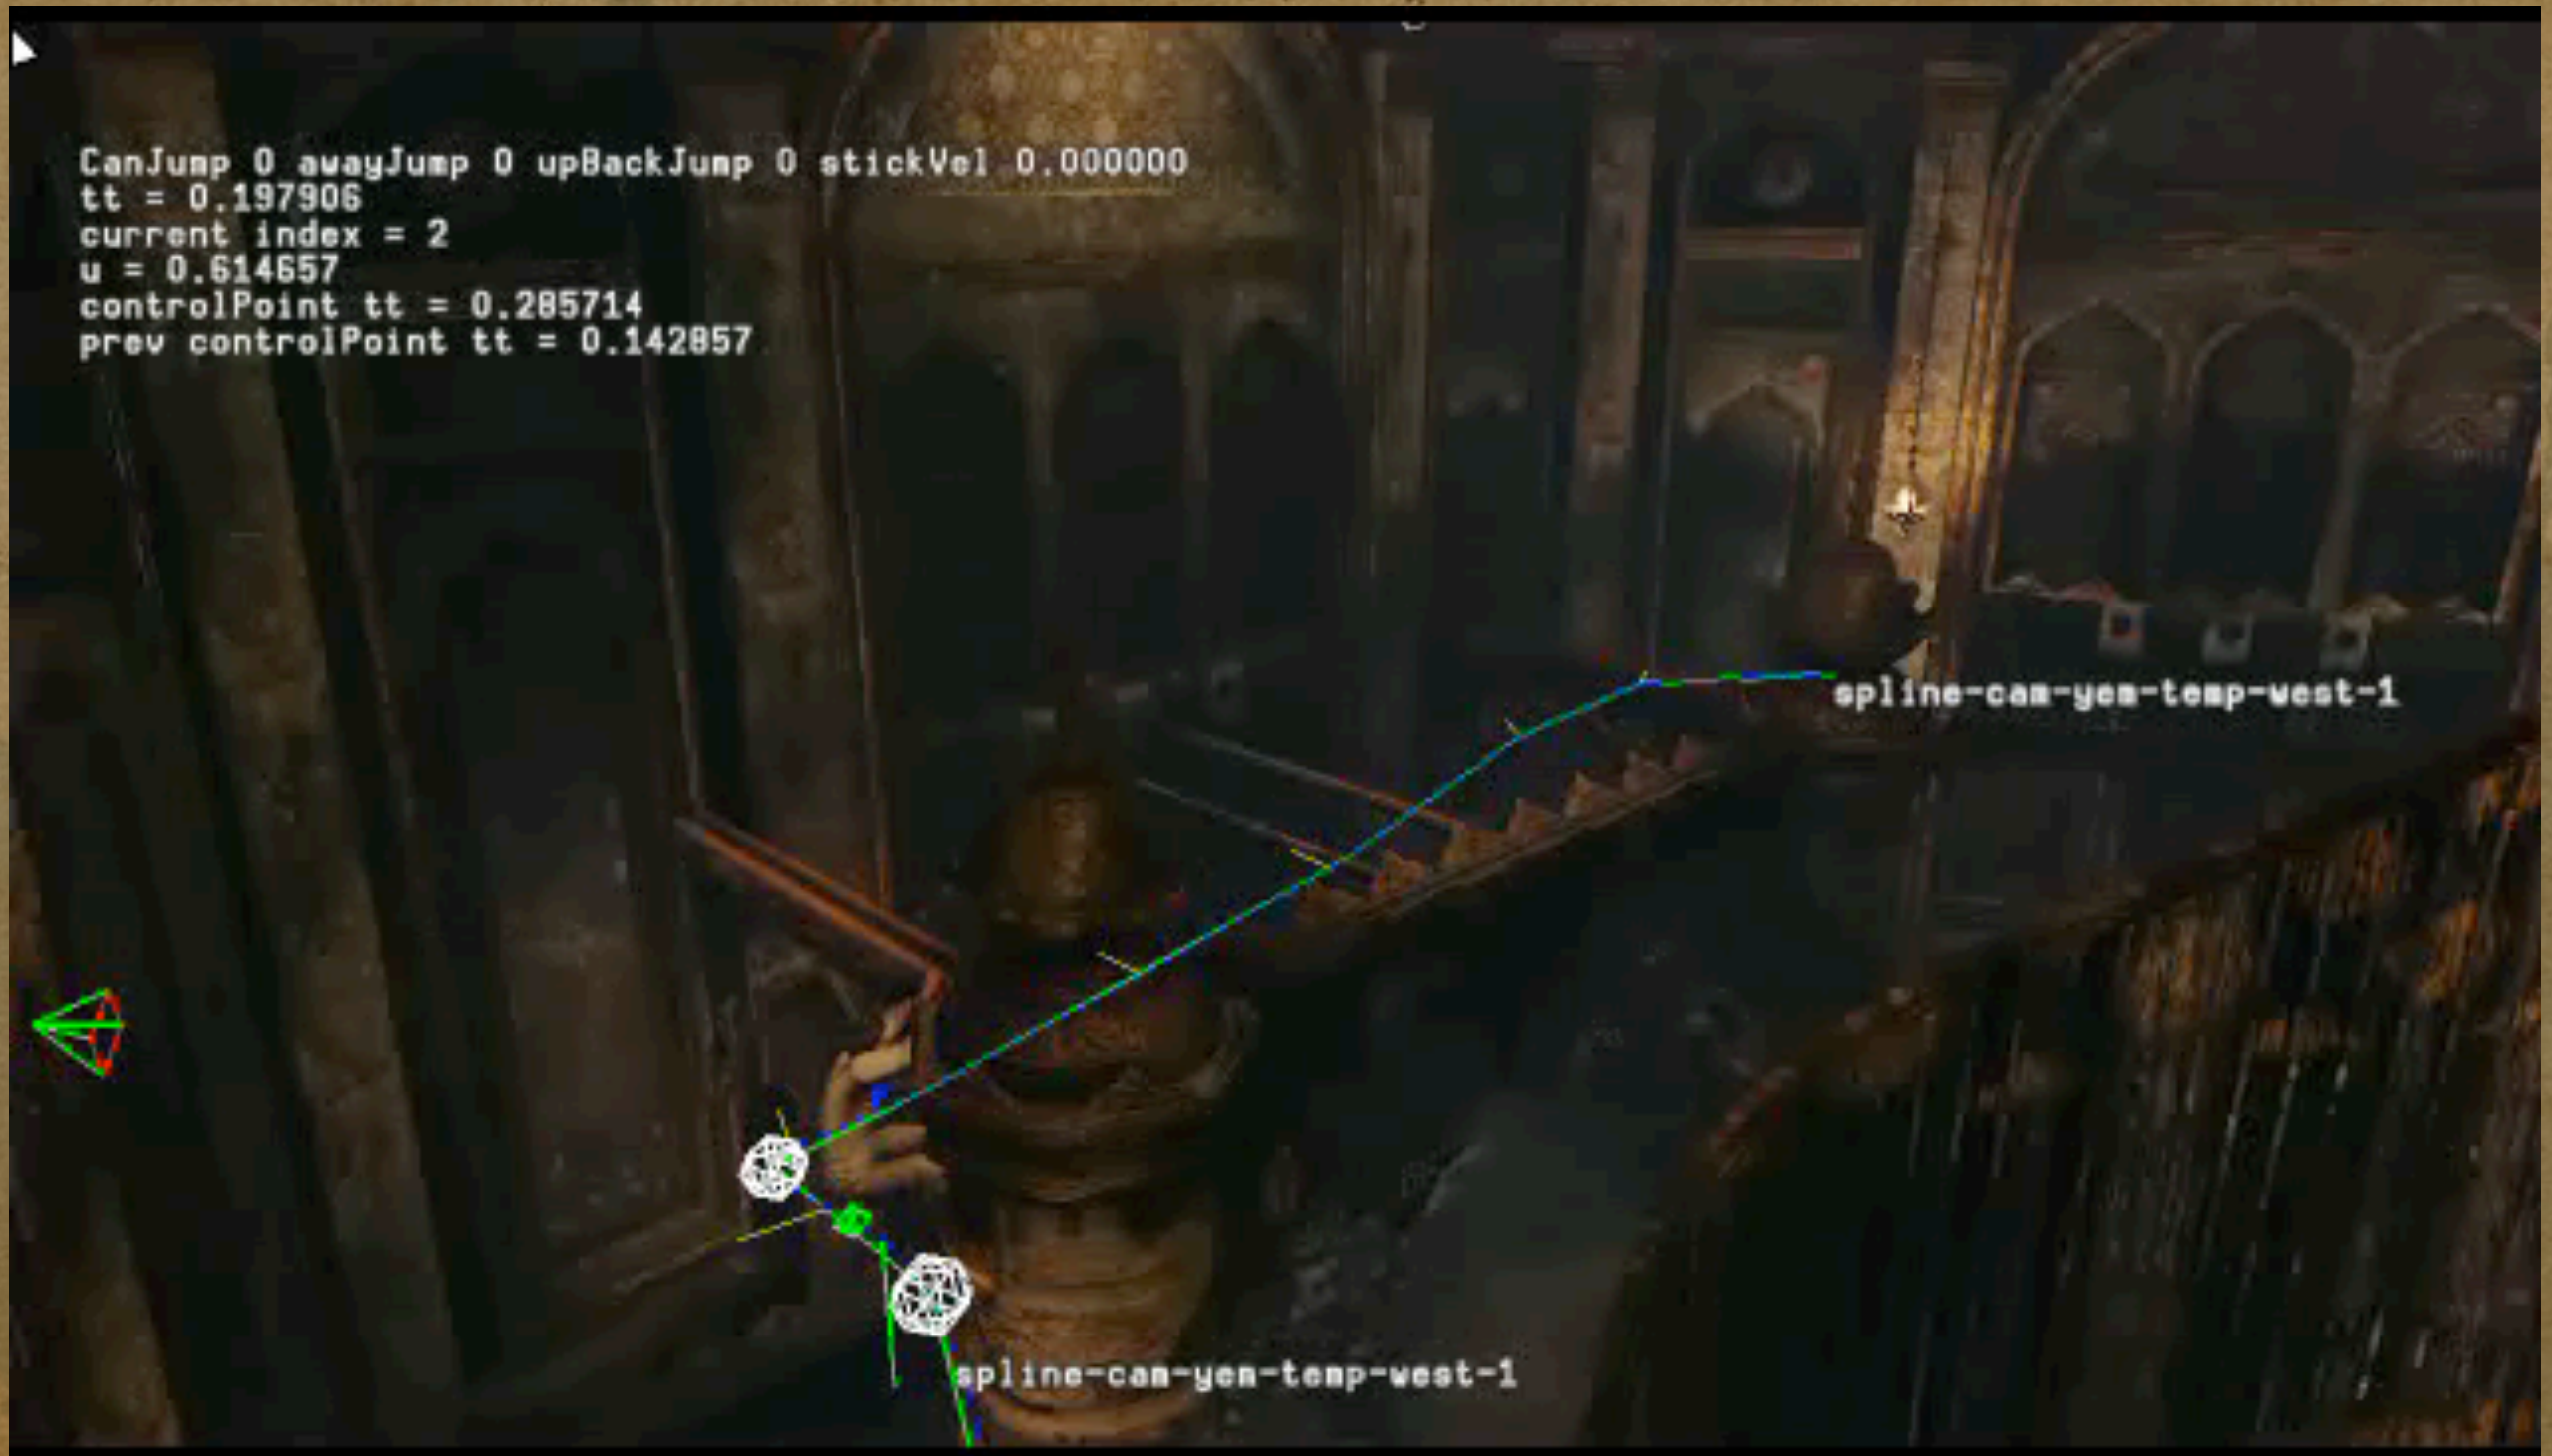 CanJump 0 awayJump 0 upBackJump 0 stickVel 0.000000
tt = 0.197906
current index = 2
u = 0.614657
controlPoint tt = 0.285714
prev controlPoint tt = 0.142857
spline-cam-yem-temp-west-1
spline-cam-yem-temp-west-1